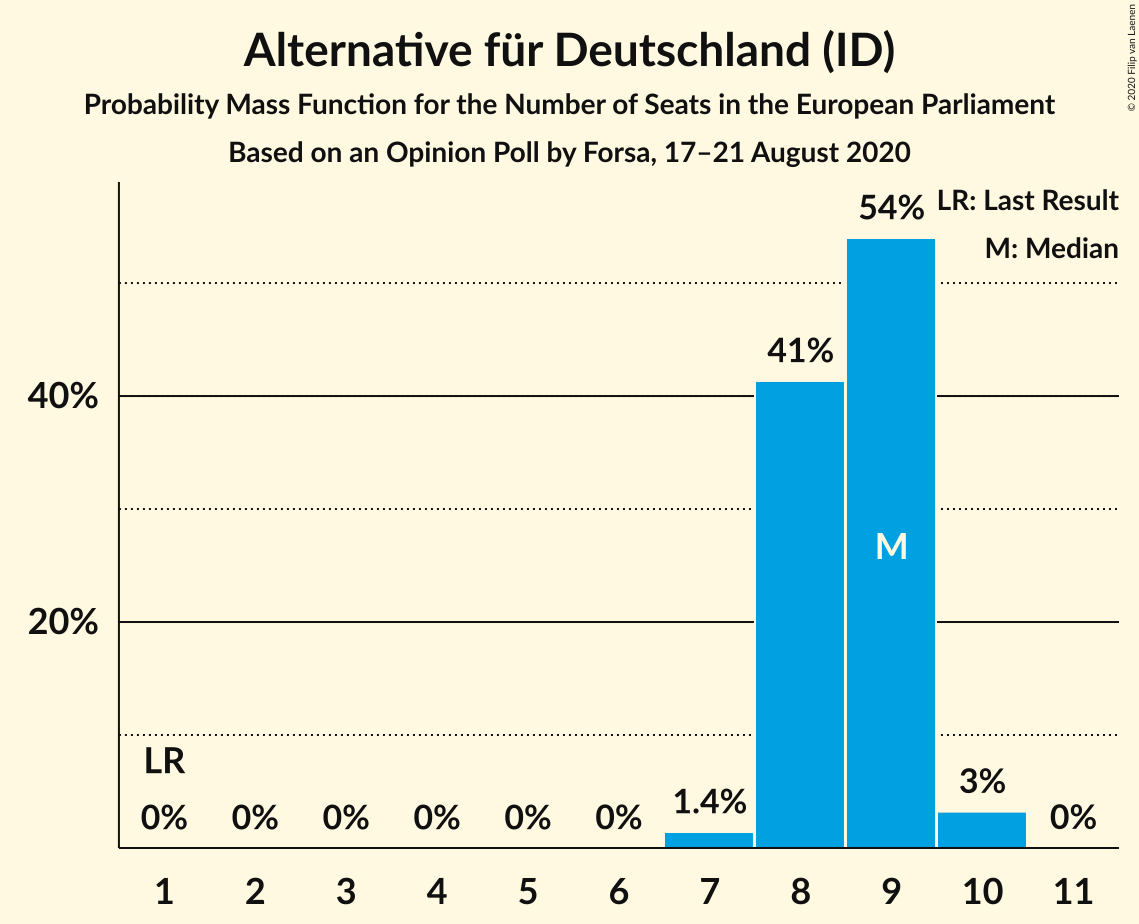 Alternative für Deutschland (ID)
Probability Mass Function for the Number of Seats in the European Parliament
Based on an Opinion Poll by Forsa, 17–21 August 2020
© 2020 Filip van Laenen
LR: Last Result
M: Median
54%
41%
40%
M
20%
LR
0% 0% 0% 0% 0% 0% 1.4% 3% 0%
1 2 3 4 5 6 7 8 9 10 11